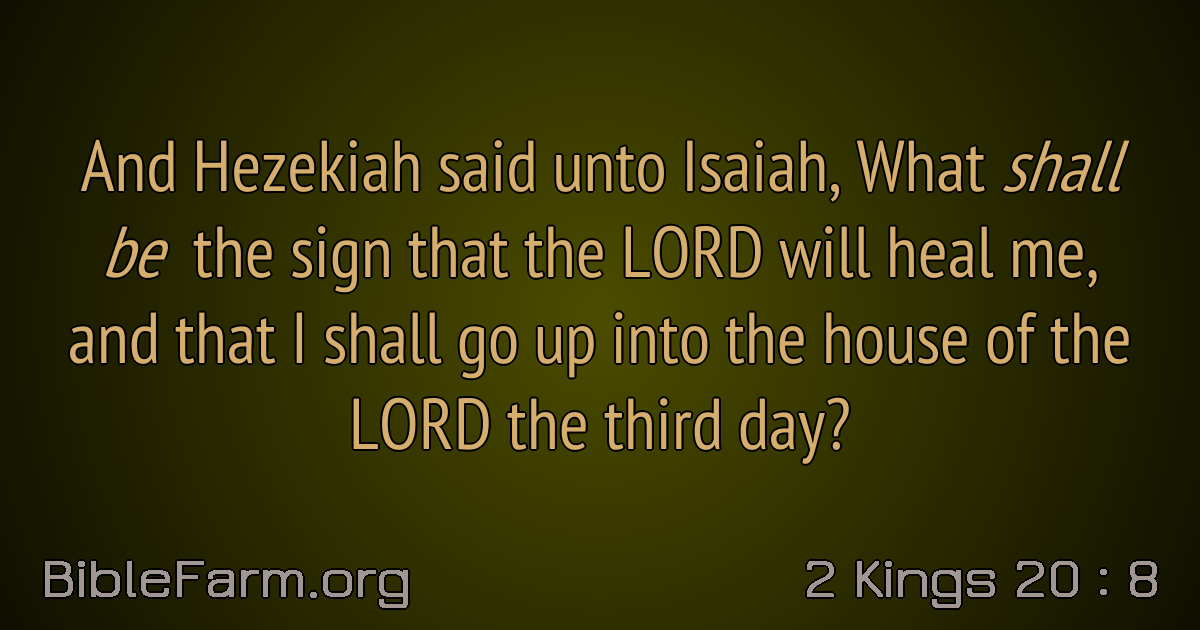 And Hezekiah said unto Isaiah, What shall
be the sign that the LORD will heal me,
and that I shall go up into the house of the
LORD the third day?
BibleFarm.org
2 Kings 20 : 8